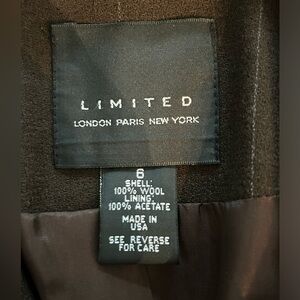 LIMITED
LONDON PARIS NEW YORK
6
SHELL:
100% WOOL
LINING:
100% ACETATE
MADE IN
USA
SEE REVERSE
FOR CARE